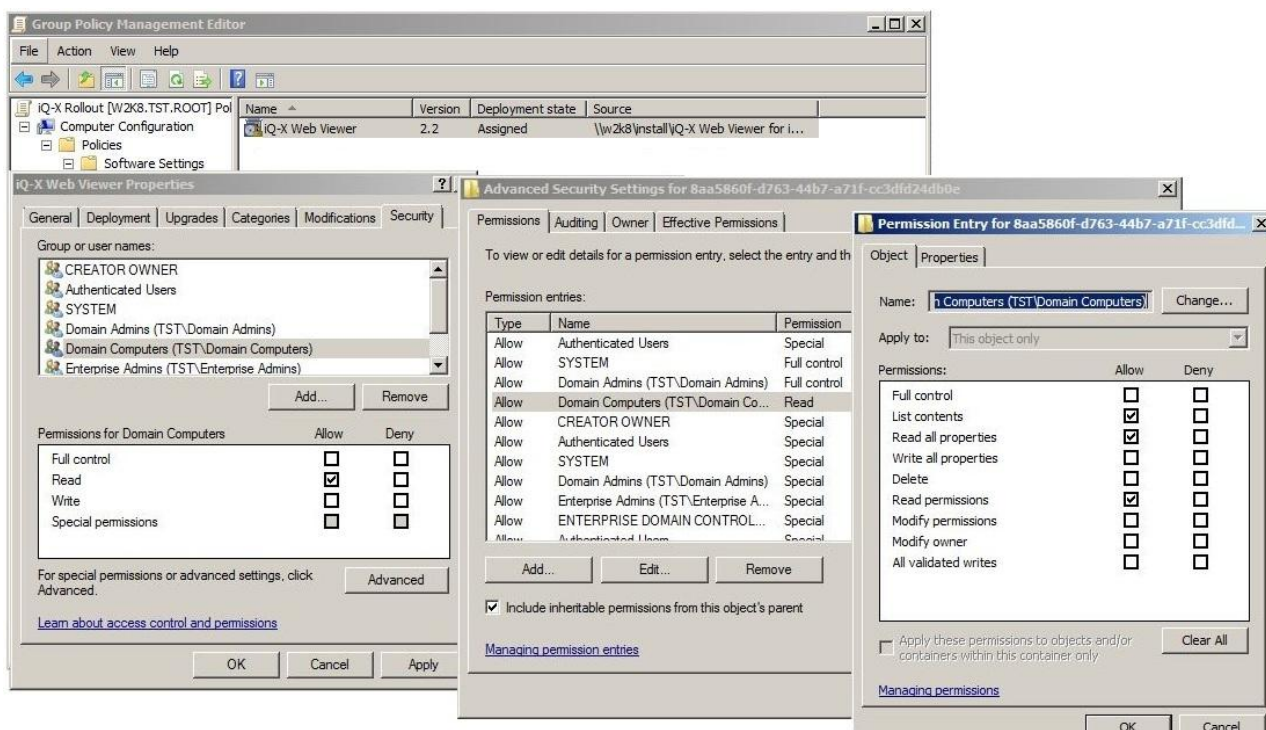 Group Policy Management Editor
File Action View Help
iQ-X Rollout [W2K8.TST.ROOT] Pol
Computer Configuration
Policies
Software Settings
Name Version Deployment state Source
iQ-X Web Viewer 2.2 Assigned \\w2k8\install\iQ-X Web Viewer for i...
iQ-X Web Viewer Properties
General Deployment Upgrades Categories Modifications Security
Group or user names:
CREATOR OWNER
Authenticated Users
SYSTEM
Domain Admins (TST\Domain Admins)
Domain Computers (TST\Domain Computers)
Enterprise Admins (TST\Enterprise Admins)
Add... Remove
Permissions for Domain Computers Allow Deny
Full control
Read
Write
Special permissions
For special permissions or advanced settings, click
Advanced.
Advanced
Learn about access control and permissions
OK Cancel Apply
Advanced Security Settings for 8aa5860f-d763-44b7-a71f-cc3dfd24db0e
Permissions Auditing Owner Effective Permissions
To view or edit details for a permission entry, select the entry and th
Permission entries:
Type Name Permission
Allow Authenticated Users Special
Allow SYSTEM Full control
Allow Domain Admins (TST\Domain Admins) Full control
Allow Domain Computers (TST\Domain Co... Read
Allow CREATOR OWNER Special
Allow Authenticated Users Special
Allow SYSTEM Special
Allow Domain Admins (TST\Domain Admins) Special
Allow Enterprise Admins (TST\Enterprise A... Special
Allow ENTERPRISE DOMAIN CONTROL... Special
Allow Authenticated Users Special
Add... Edit... Remove
Include inheritable permissions from this object's parent
Managing permission entries
Permission Entry for 8aa5860f-d763-44b7-a71f-cc3dfd...
Object Properties
Name: n Computers (TST\Domain Computers) Change...
Apply to: This object only
Permissions: Allow Deny
Full control
List contents
Read all properties
Write all properties
Delete
Read permissions
Modify permissions
Modify owner
All validated writes
Apply these permissions to objects and/or
containers within this container only
Clear All
Managing permissions
OK Cancel